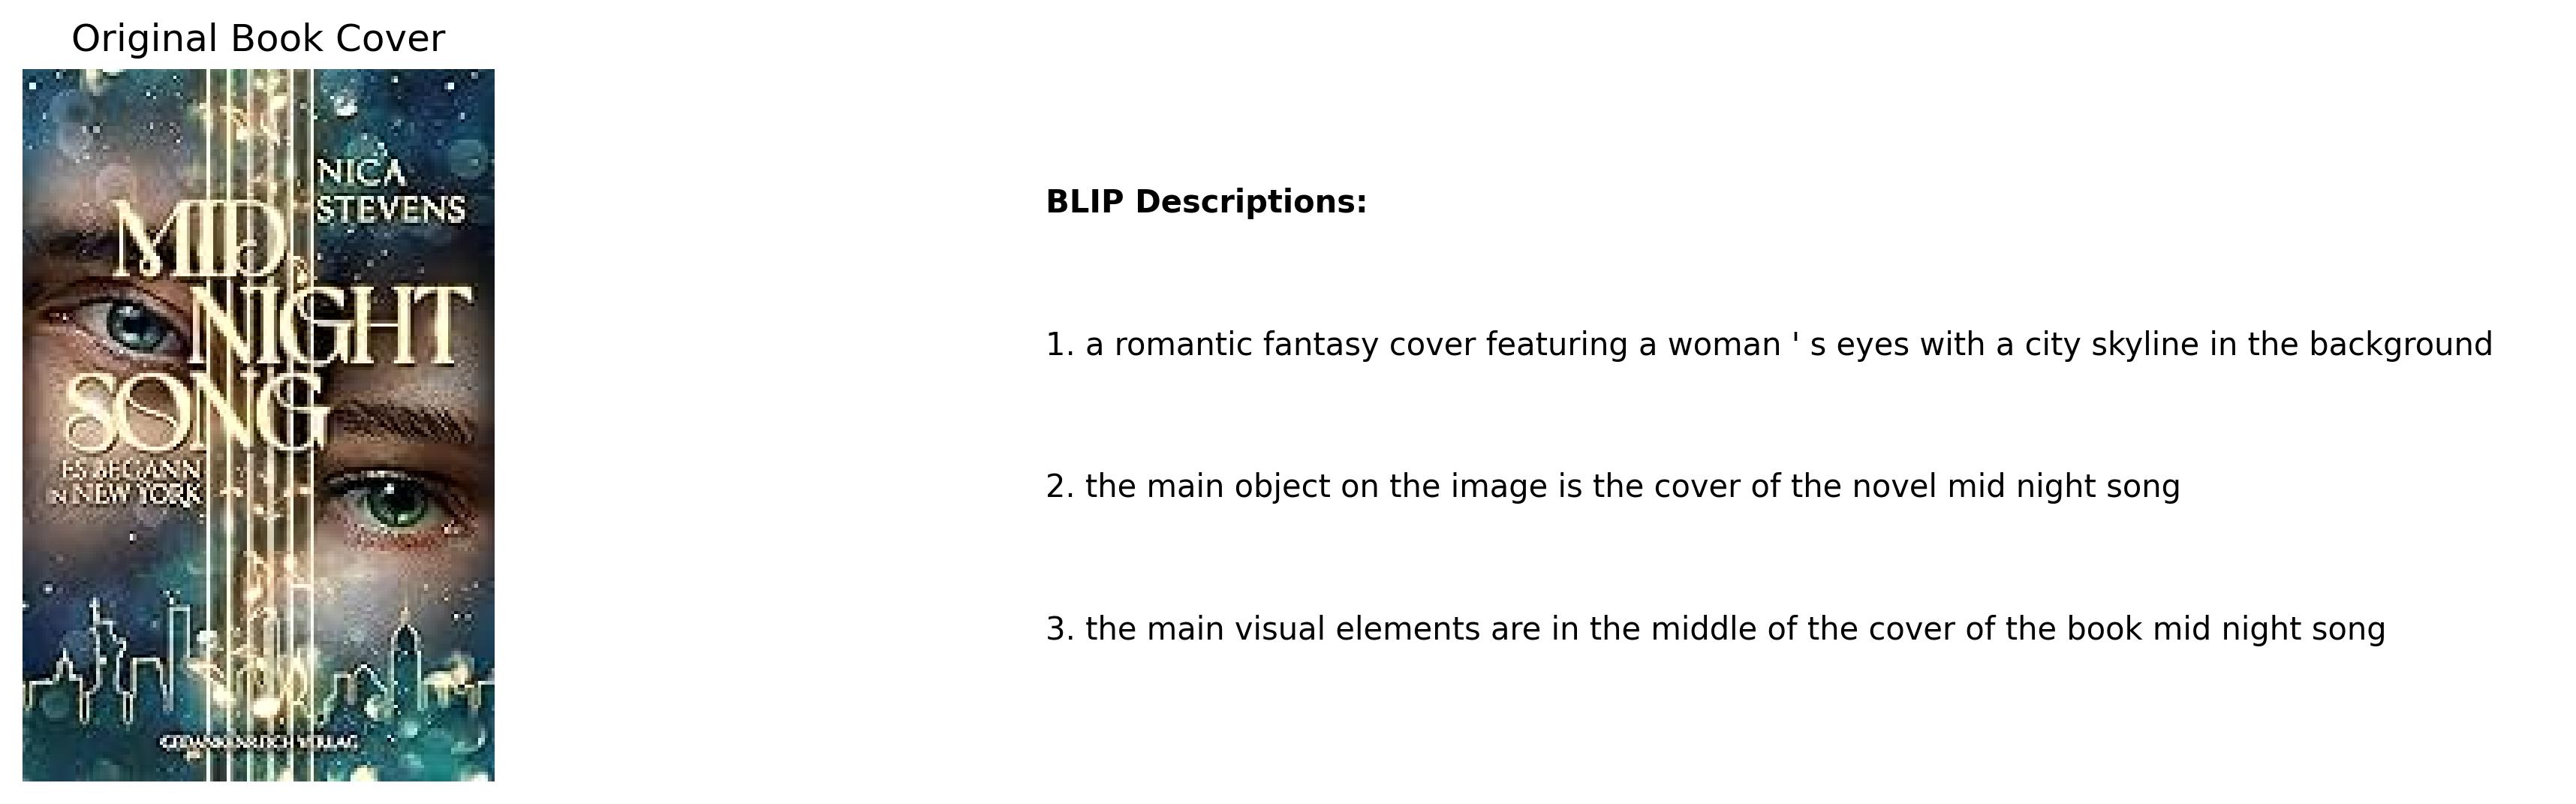 Original Book Cover
NICA
STEVENS
MID
NIGHT
SONG
ES BEGANN
IN NEW YORK
VERLAG
BLIP Descriptions:
1. a romantic fantasy cover featuring a woman ' s eyes with a city skyline in the background
2. the main object on the image is the cover of the novel mid night song
3. the main visual elements are in the middle of the cover of the book mid night song